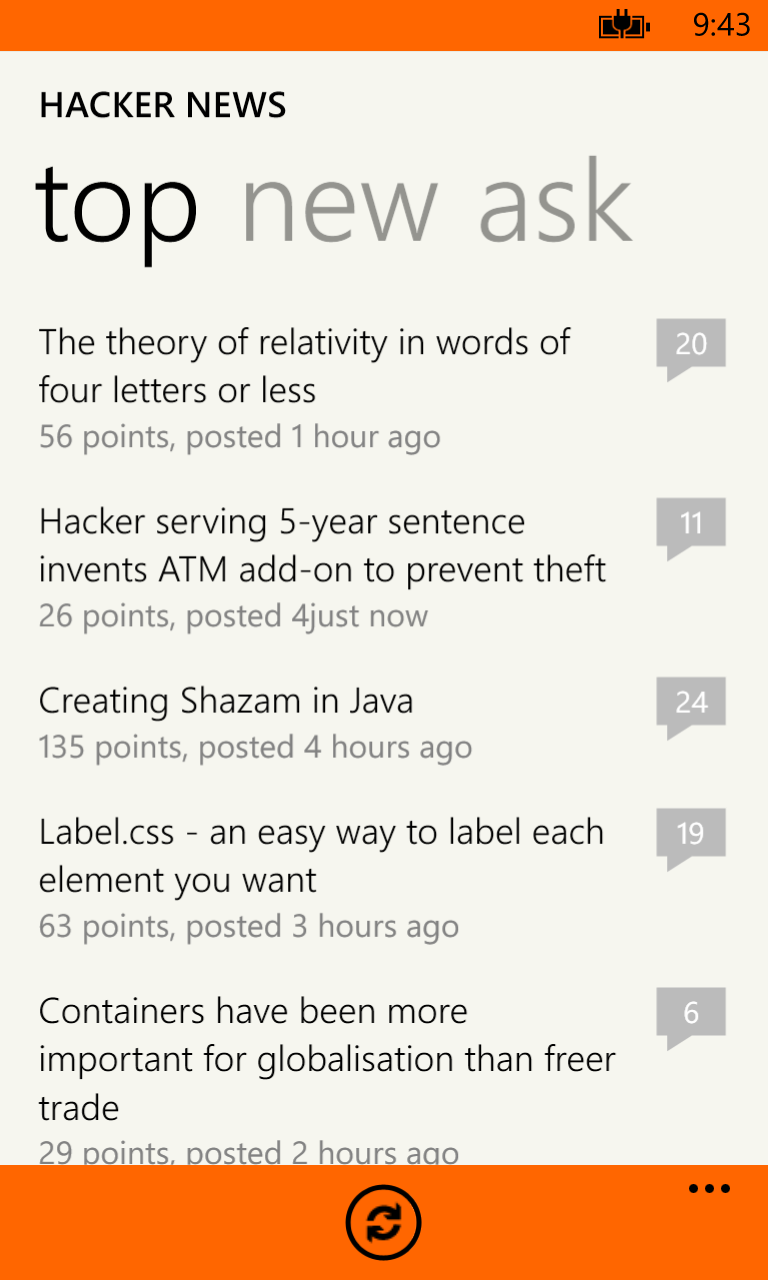 9:43
HACKER NEWS
top new ask
The theory of relativity in words of
four letters or less
56 points, posted 1 hour ago
20
Hacker serving 5-year sentence
invents ATM add-on to prevent theft
26 points, posted 4just now
11
Creating Shazam in Java
135 points, posted 4 hours ago
24
Label.css - an easy way to label each
element you want
63 points, posted 3 hours ago
19
Containers have been more
important for globalisation than freer
trade
29 points, posted 2 hours ago
6